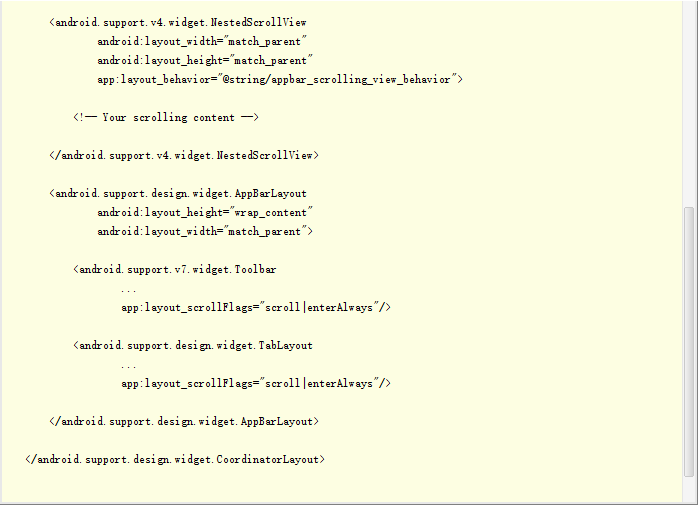 <android.support.v4.widget.NestedScrollView
android:layout_width="match_parent"
android:layout_height="match_parent"
app:layout_behavior="@string/appbar_scrolling_view_behavior">
<!-- Your scrolling content -->
</android.support.v4.widget.NestedScrollView>
<android.support.design.widget.AppBarLayout
android:layout_height="wrap_content"
android:layout_width="match_parent">
<android.support.v7.widget.Toolbar
...
app:layout_scrollFlags="scroll|enterAlways"/>
<android.support.design.widget.TabLayout
...
app:layout_scrollFlags="scroll|enterAlways"/>
</android.support.design.widget.AppBarLayout>
</android.support.design.widget.CoordinatorLayout>